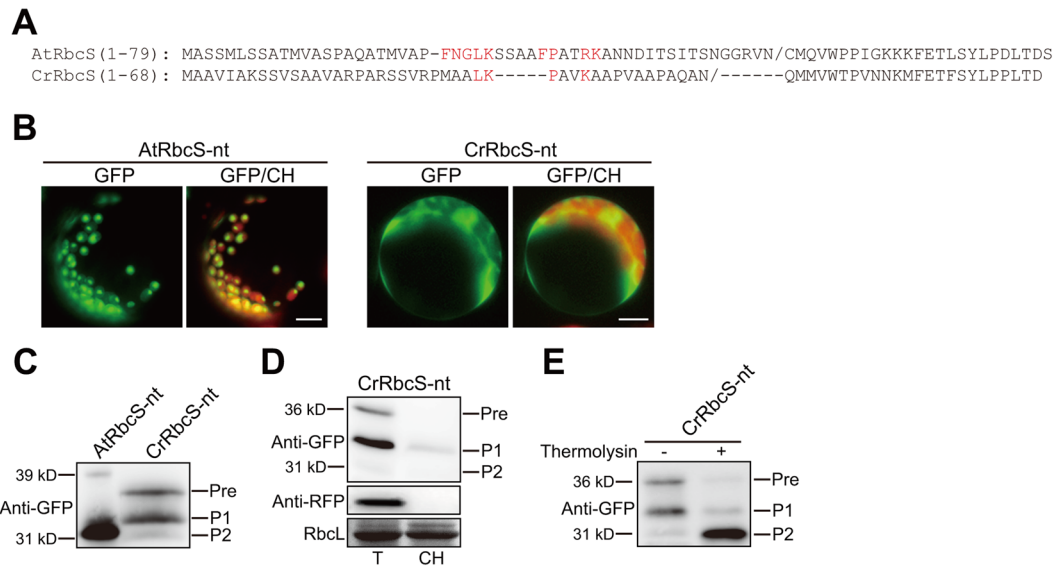 A
AtRbcS(1-79): MASSMLSSATMVASPAQATMVAP-FNGLKSSAAFPATRKANNDITSITSNGGRVN/CMQVWPPIGKKKFETLSYLPDLTDS
CrRbcS(1-68): MAAVIAKSSVSAAVARPARSSVRPMAALK-----PAVKAAPVAAPAQAN/------QMMVWTPVNNKMFETFSYLPPLTD
B
AtRbcS-nt CrRbcS-nt
GFP GFP/CH GFP GFP/CH
C
AtRbcS-nt CrRbcS-nt
39 kD Pre
Anti-GFP P1
31 kD P2
D
CrRbcS-nt
36 kD Pre
Anti-GFP P1
31 kD P2
Anti-RFP
RbcL
T CH
E
CrRbcS-nt
Thermolysin - +
36 kD Pre
Anti-GFP P1
31 kD P2